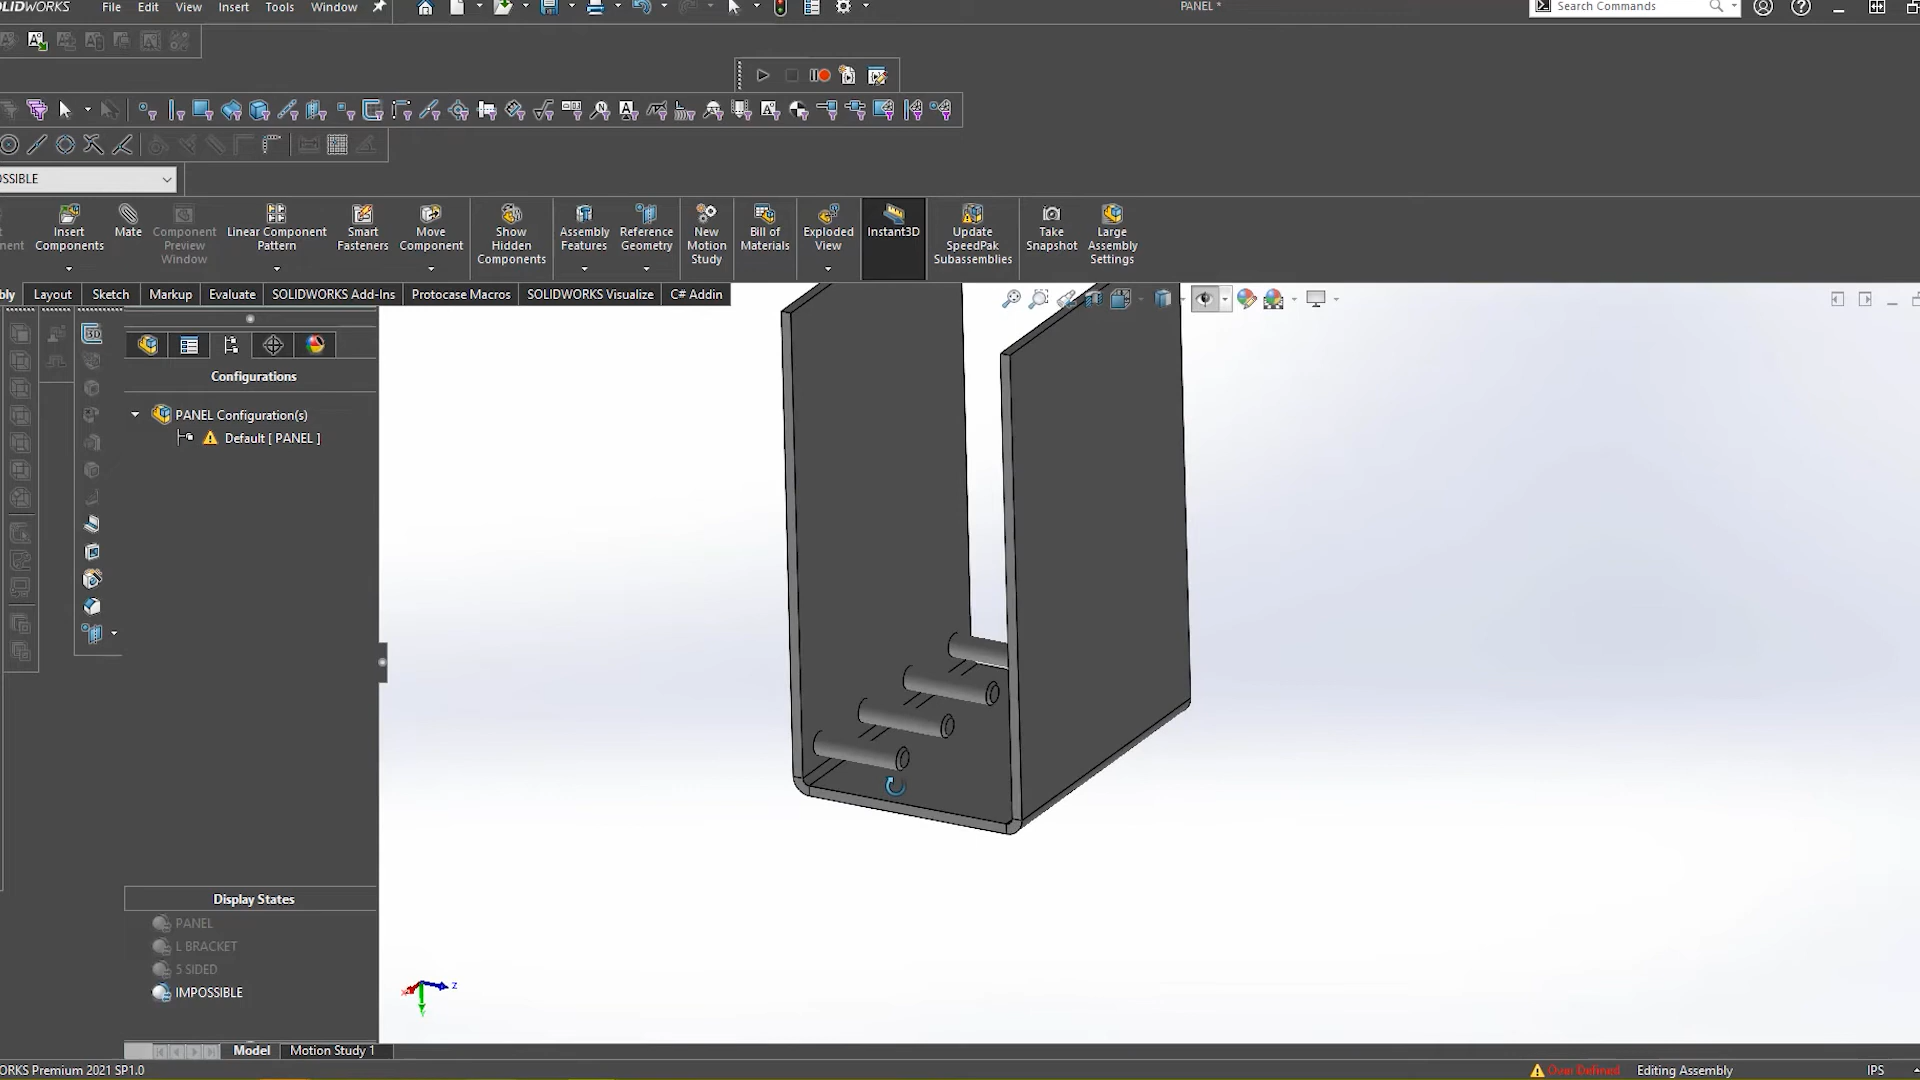 OLIDWORKS File Edit View Insert Tools Window PANEL * Search Commands
OSSIBLE
Insert Components
Mate
Component Preview Window
Linear Component Pattern
Smart Fasteners
Move Component
Show Hidden Components
Assembly Features
Reference Geometry
New Motion Study
Bill of Materials
Exploded View
Instant3D
Update SpeedPak Subassemblies
Take Snapshot
Large Assembly Settings
bly Layout Sketch Markup Evaluate SOLIDWORKS Add-Ins Protocase Macros SOLIDWORKS Visualize C# Addin
3D
Configurations
PANEL Configuration(s)
Default [ PANEL ]
Display States
PANEL
L BRACKET
5 SIDED
IMPOSSIBLE
x Y z
Model Motion Study 1
ORKS Premium 2021 SP1.0 Over Defined Editing Assembly IPS